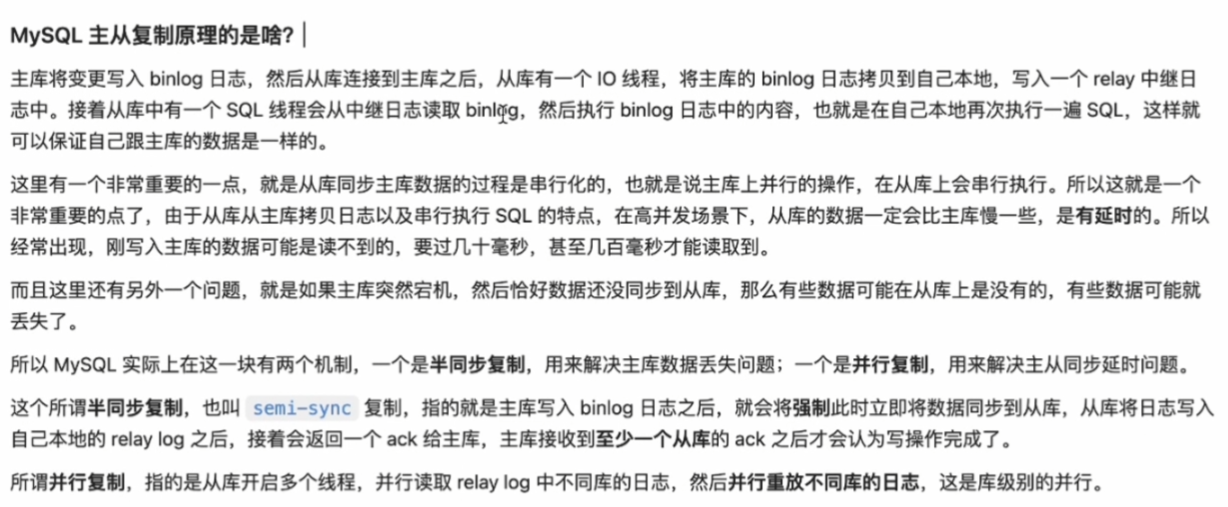 MySQL 主从复制原理的是啥?
主库将变更写入 binlog 日志，然后从库连接到主库之后，从库有一个 IO 线程，将主库的 binlog 日志拷贝到自己本地，写入一个 relay 中继日
志中。接着从库中有一个 SQL 线程会从中继日志读取 binlog，然后执行 binlog 日志中的内容，也就是在自己本地再次执行一遍 SQL，这样就
可以保证自己跟主库的数据是一样的。
这里有一个非常重要的一点，就是从库同步主库数据的过程是串行化的，也就是说主库上并行的操作，在从库上会串行执行。所以这就是一个
非常重要的点了，由于从库从主库拷贝日志以及串行执行 SQL 的特点，在高并发场景下，从库的数据一定会比主库慢一些，是有延时的。所以
经常出现，刚写入主库的数据可能是读不到的，要过几十毫秒，甚至几百毫秒才能读取到。
而且这里还有另外一个问题，就是如果主库突然宕机，然后恰好数据还没同步到从库，那么有些数据可能在从库上是没有的，有些数据可能就
丢失了。
所以 MySQL 实际上在这一块有两个机制，一个是半同步复制，用来解决主库数据丢失问题；一个是并行复制，用来解决主从同步延时问题。
这个所谓半同步复制，也叫 semi-sync 复制，指的就是主库写入 binlog 日志之后，就会将强制此时立即将数据同步到从库，从库将日志写入
自己本地的 relay log 之后，接着会返回一个 ack 给主库，主库接收到至少一个从库的 ack 之后才会认为写操作完成了。
所谓并行复制，指的是从库开启多个线程，并行读取 relay log 中不同库的日志，然后并行重放不同库的日志，这是库级别的并行。